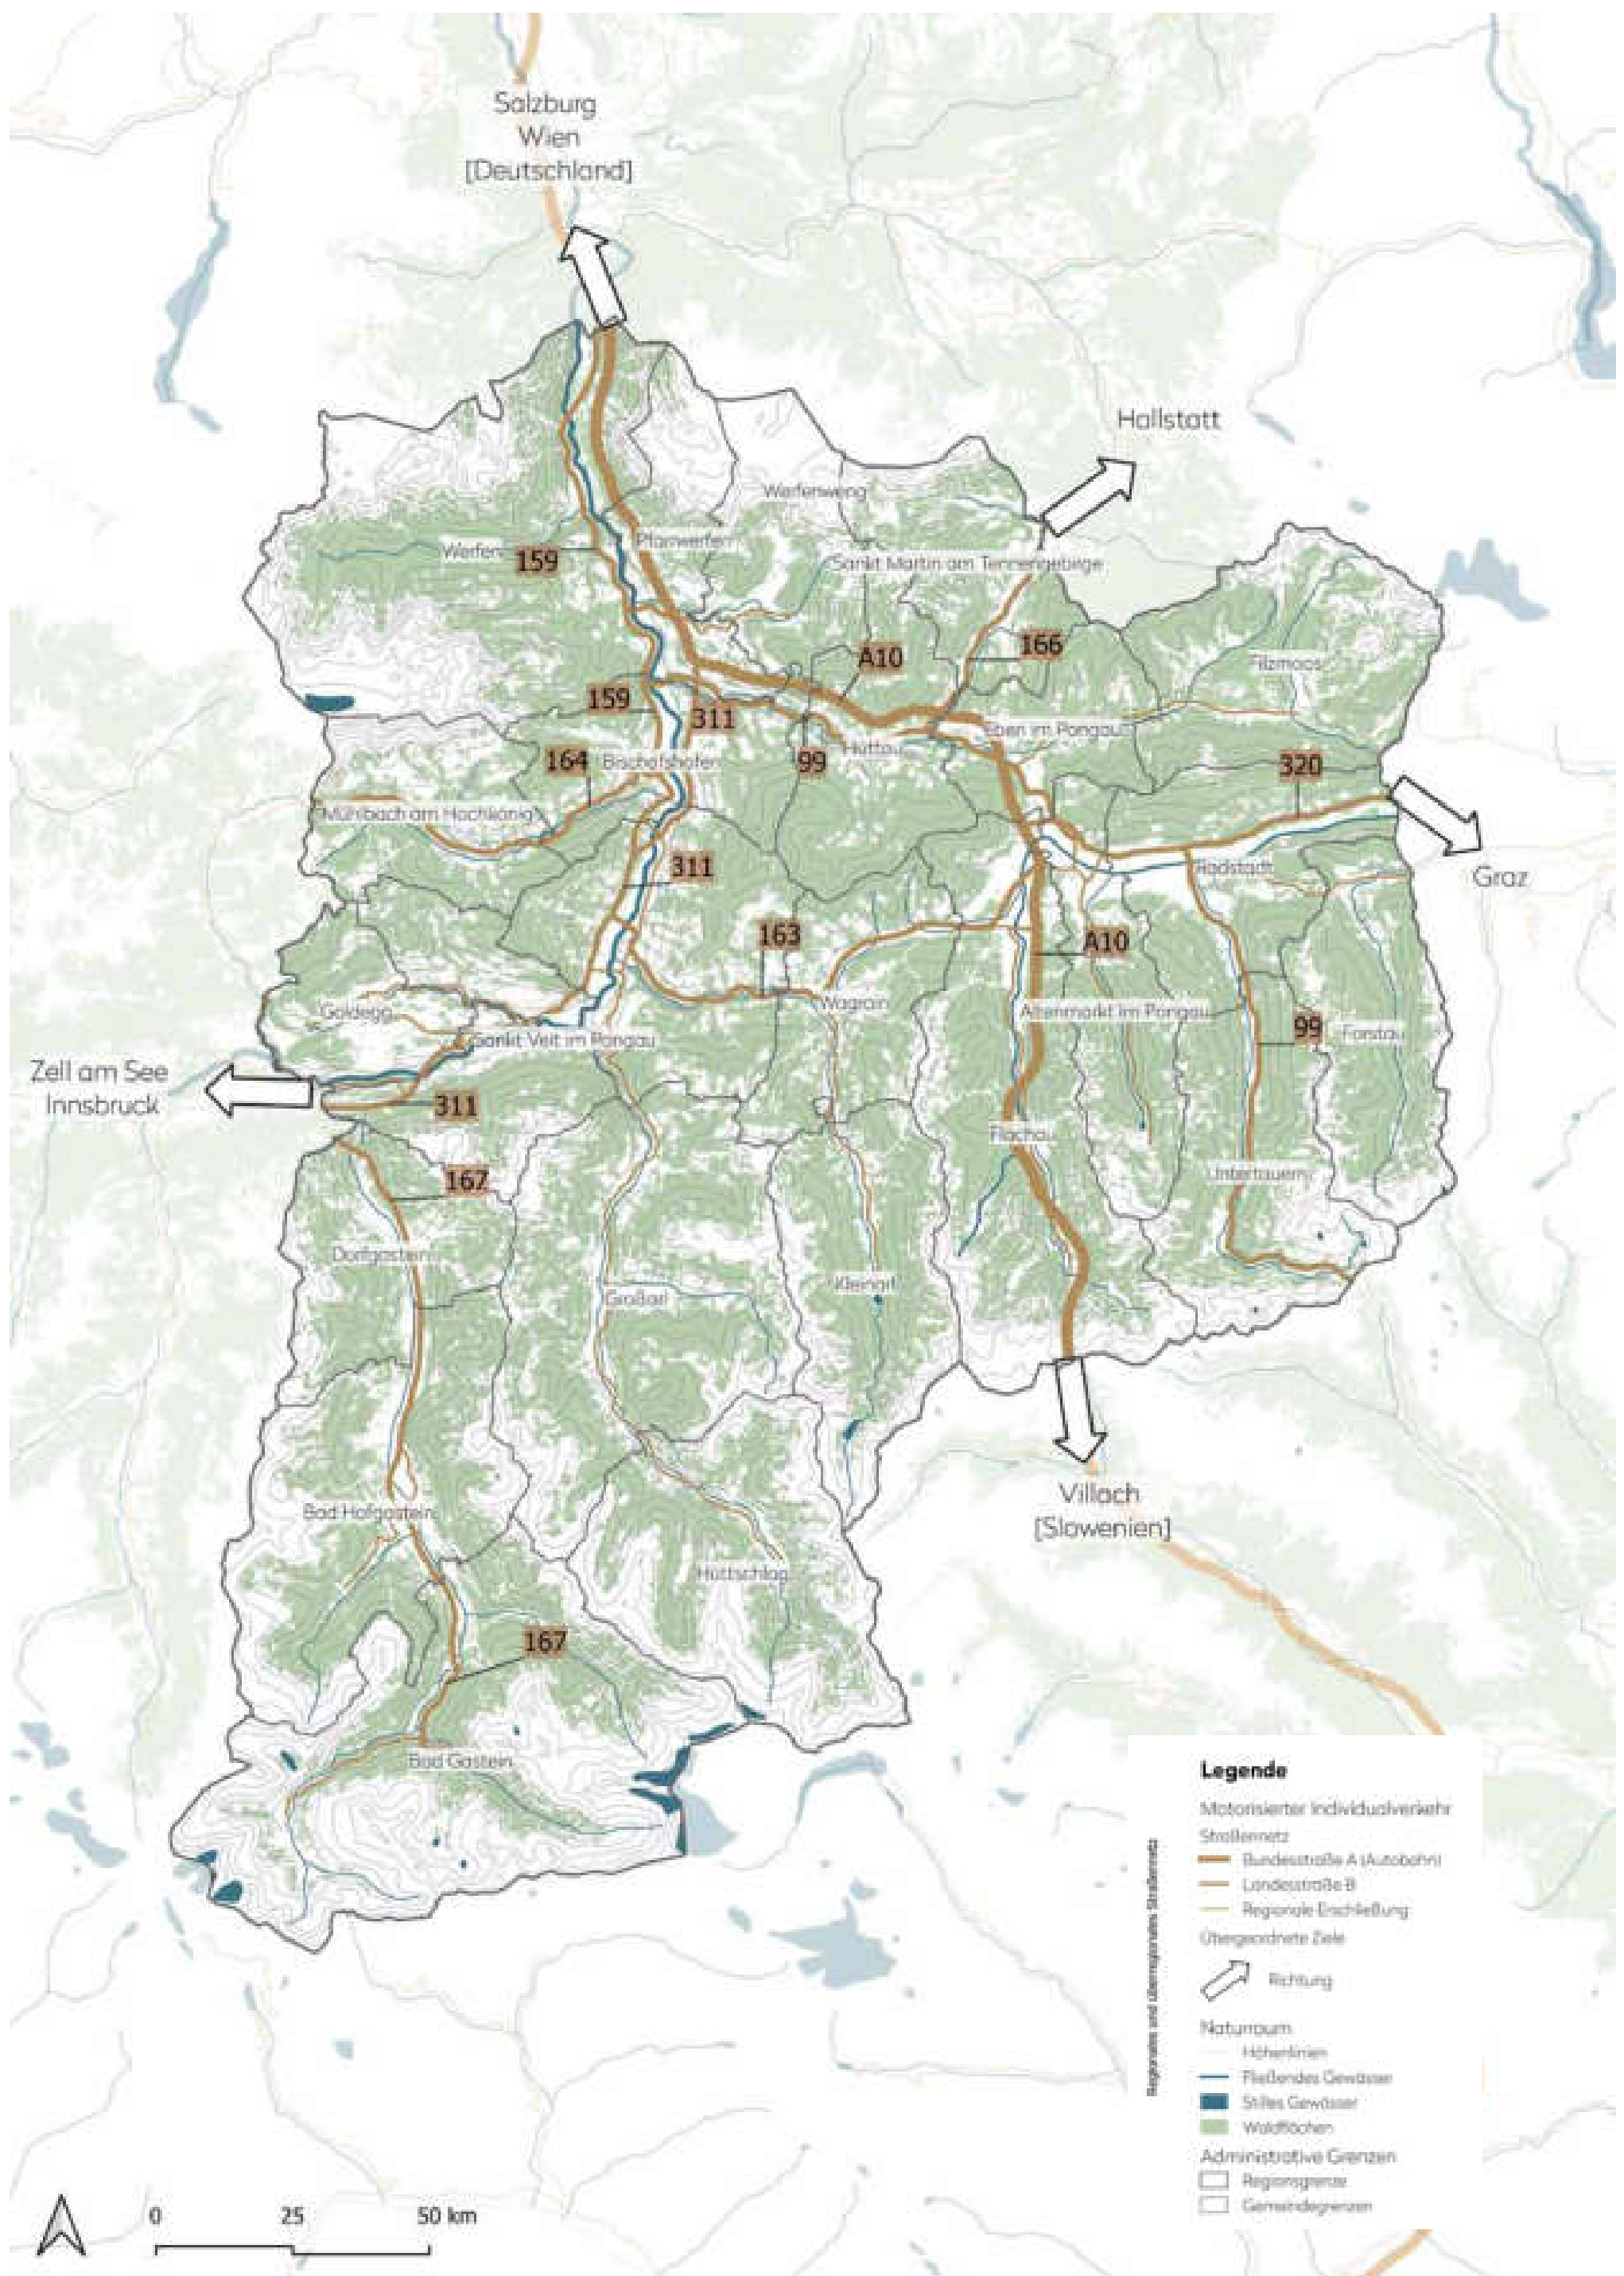 Salzburg
Wien
[Deutschland]
Hallstatt
Werfenweng
Werfen
159
Pfarrwerfen
Sankt Martin am Tennengebirge
166
A10
Filzmoos
159
311
Eben im Pongau
Hüttau
164
Bischofshofen
99
320
Mühlbach am Hochkönig
311
Radstadt
Graz
163
A10
Goldegg
Wagrain
Altenmarkt im Pongau
99
Forstau
Sankt Veit im Pongau
Zell am See
Innsbruck
311
Flachau
167
Untertauern
Dorfgastein
Kleinarl
Großarl
Bad Hofgastein
Villach
[Slowenien]
Hüttschlag
167
Bad Gastein
Legende
Motorisierter Individualverkehr
Straßennetz
Bundesstraße A (Autobahn)
Landesstraße B
Regionale Erschließung
Übergeordnete Ziele
Richtung
Naturraum
Höhenlinien
Fließendes Gewässer
Stilles Gewässer
Waldflächen
Administrative Grenzen
Regionsgrenze
Gemeindegrenzen
Regionales und überregionales Straßennetz
0 25 50 km